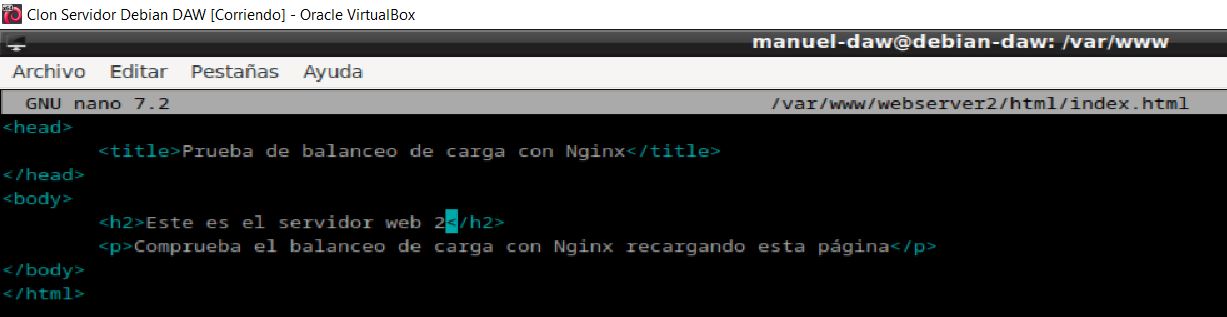 Clon Servidor Debian DAW [Corriendo] - Oracle VirtualBox
manuel-daw@debian-daw: /var/www
Archivo Editar Pestañas Ayuda
GNU nano 7.2 /var/www/webserver2/html/index.html
<head>
<title>Prueba de balanceo de carga con Nginx</title>
</head>
<body>
<h2>Este es el servidor web 2</h2>
<p>Comprueba el balanceo de carga con Nginx recargando esta página</p>
</body>
</html>